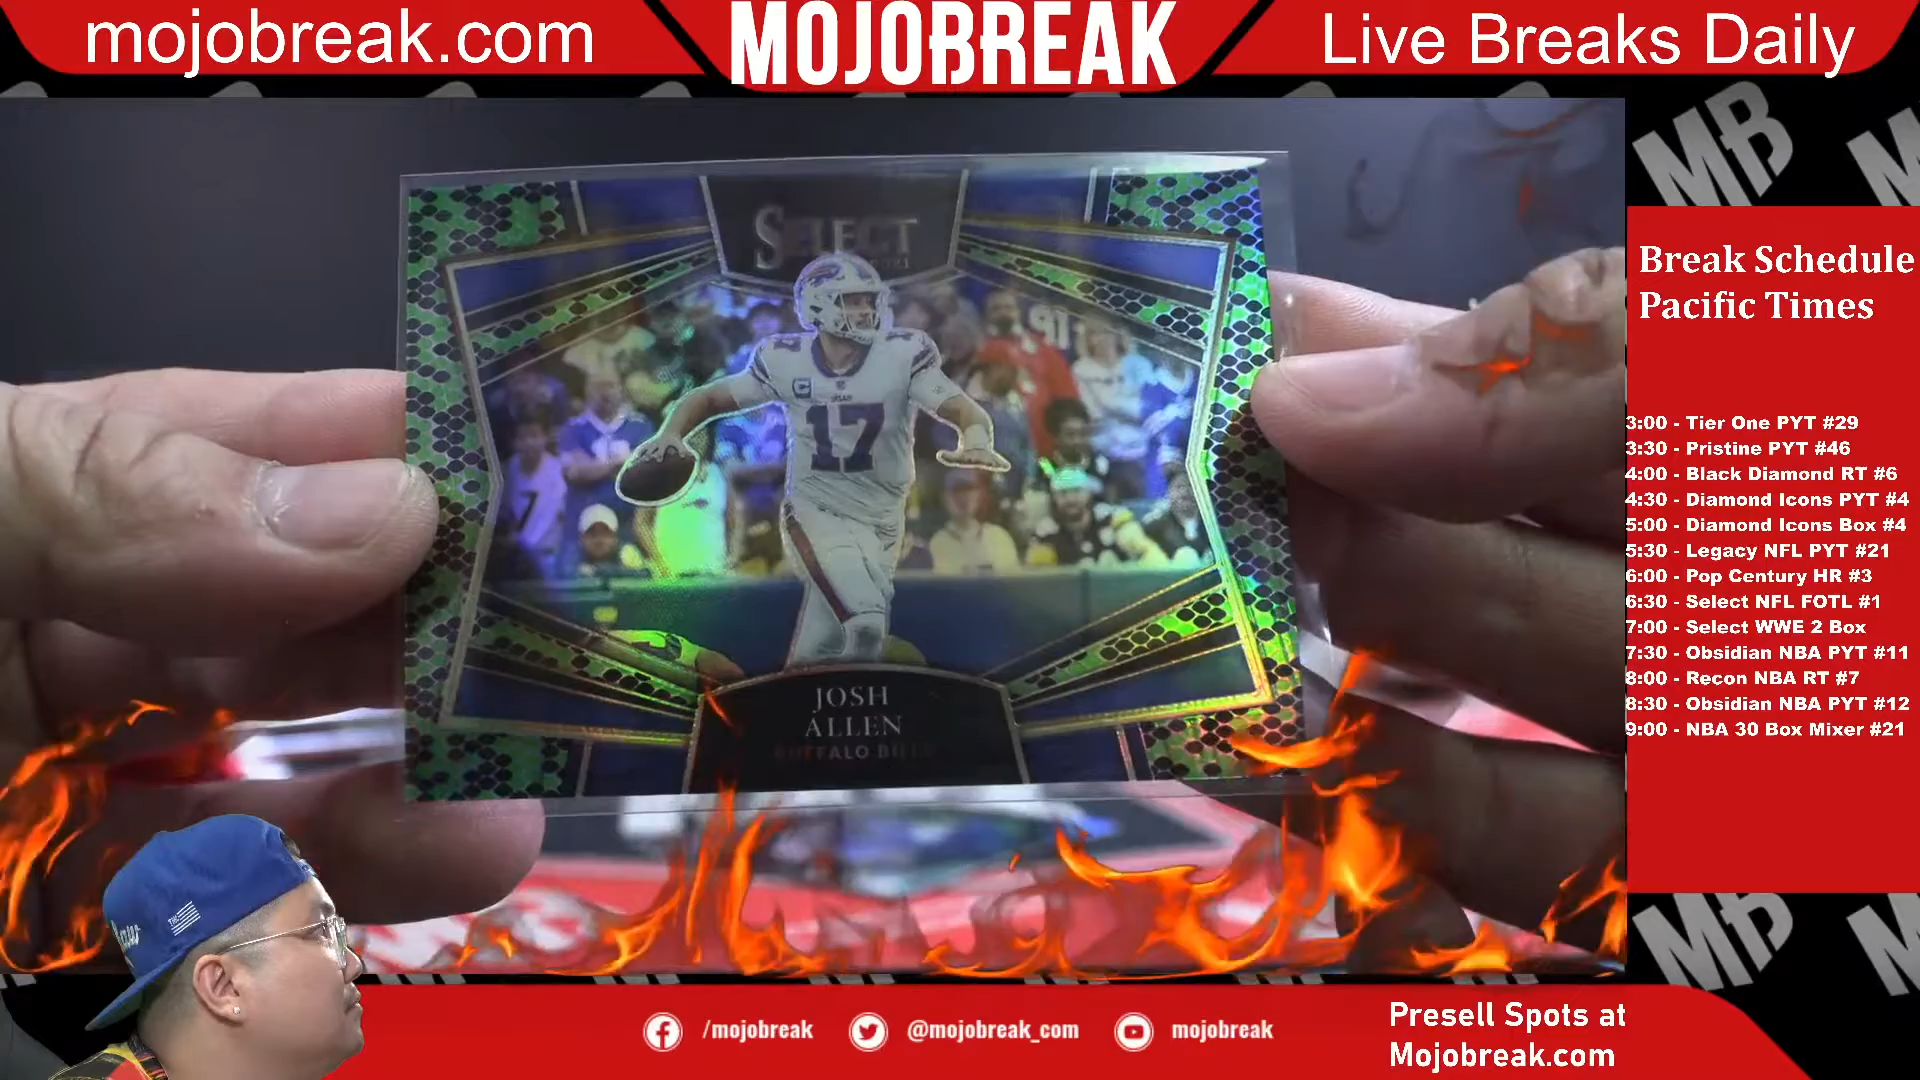 mojobreak.com
MOJOBREAK
Live Breaks Daily
SELECT
17
JOSH
ALLEN
BUFFALO BILLS
Break Schedule
Pacific Times
3:00 - Tier One PYT #29
3:30 - Pristine PYT #46
4:00 - Black Diamond RT #6
4:30 - Diamond Icons PYT #4
5:00 - Diamond Icons Box #4
5:30 - Legacy NFL PYT #21
6:00 - Pop Century HR #3
6:30 - Select NFL FOTL #1
7:00 - Select WWE 2 Box
7:30 - Obsidian NBA PYT #11
8:00 - Recon NBA RT #7
8:30 - Obsidian NBA PYT #12
9:00 - NBA 30 Box Mixer #21
MB
MB
/mojobreak
@mojobreak_com
mojobreak
Presell Spots at
Mojobreak.com